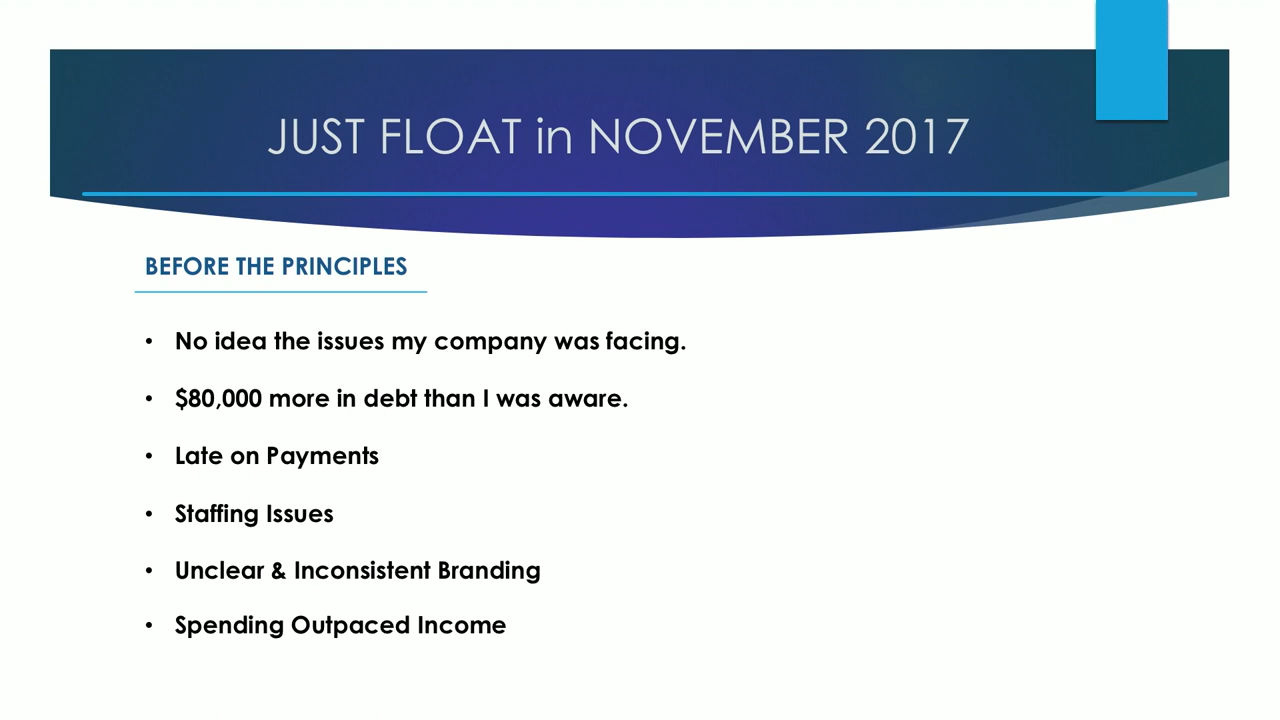 JUST FLOAT in NOVEMBER 2017
BEFORE THE PRINCIPLES
• No idea the issues my company was facing.
• $80,000 more in debt than I was aware.
• Late on Payments
• Staffing Issues
• Unclear & Inconsistent Branding
• Spending Outpaced Income